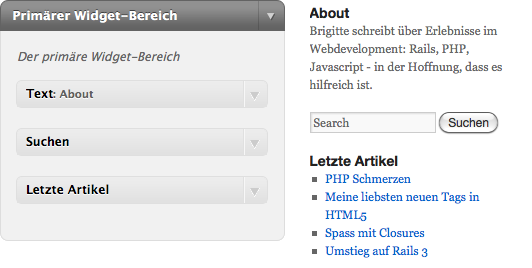 Primärer Widget-Bereich
Der primäre Widget-Bereich
Text: About
Suchen
Letzte Artikel
About
Brigitte schreibt über Erlebnisse im
Webdevelopment: Rails, PHP,
Javascript - in der Hoffnung, dass es
hilfreich ist.
Search Suchen
Letzte Artikel
PHP Schmerzen
Meine liebsten neuen Tags in
HTML5
Spass mit Closures
Umstieg auf Rails 3